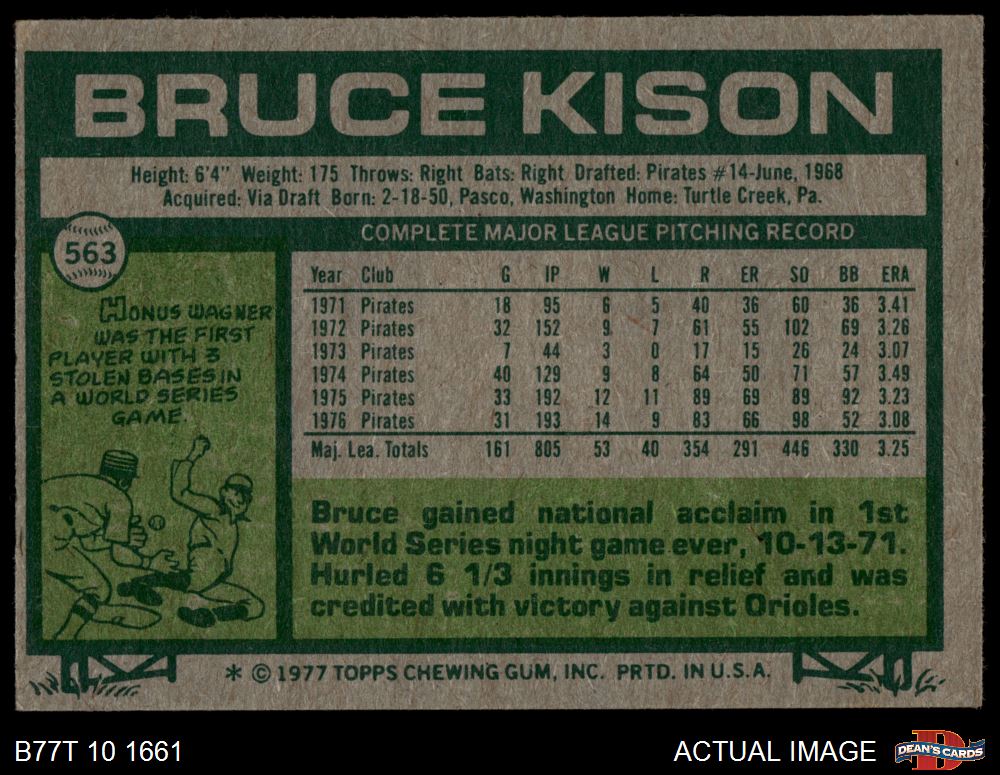 BRUCE KISON
Height: 6'4" Weight: 175 Throws: Right Bats: Right Drafted: Pirates #14-June, 1968
Acquired: Via Draft Born: 2-18-50, Pasco, Washington Home: Turtle Creek, Pa.
563
HONUS WAGNER
WAS THE FIRST
PLAYER WITH 3
STOLEN BASES IN
A WORLD SERIES
GAME.
COMPLETE MAJOR LEAGUE PITCHING RECORD
Year Club G IP W L R ER SO BB ERA
1971 Pirates 18 95 6 5 40 36 60 36 3.41
1972 Pirates 32 152 9 7 61 55 102 69 3.26
1973 Pirates 7 44 3 0 17 15 26 24 3.07
1974 Pirates 40 129 9 8 64 50 71 57 3.49
1975 Pirates 33 192 12 11 89 69 89 92 3.23
1976 Pirates 31 193 14 9 83 66 98 52 3.08
Maj. Lea. Totals 161 805 53 40 354 291 446 330 3.25
Bruce gained national acclaim in 1st
World Series night game ever, 10-13-71.
Hurled 6 1/3 innings in relief and was
credited with victory against Orioles.
* © 1977 TOPPS CHEWING GUM, INC. PRTD. IN U.S.A.
B77T 10 1661
ACTUAL IMAGE
D
DEAN'S CARDS